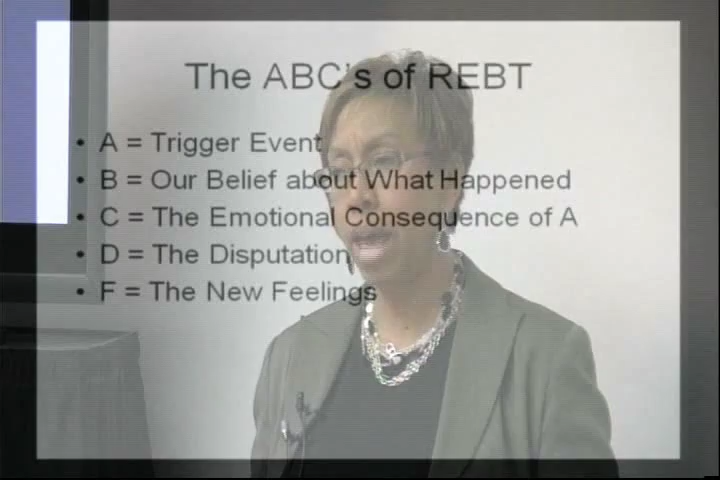 The ABC's of REBT
• A = Trigger Event
• B = Our Belief about What Happened
• C = The Emotional Consequence of A
• D = The Disputation
• F = The New Feelings